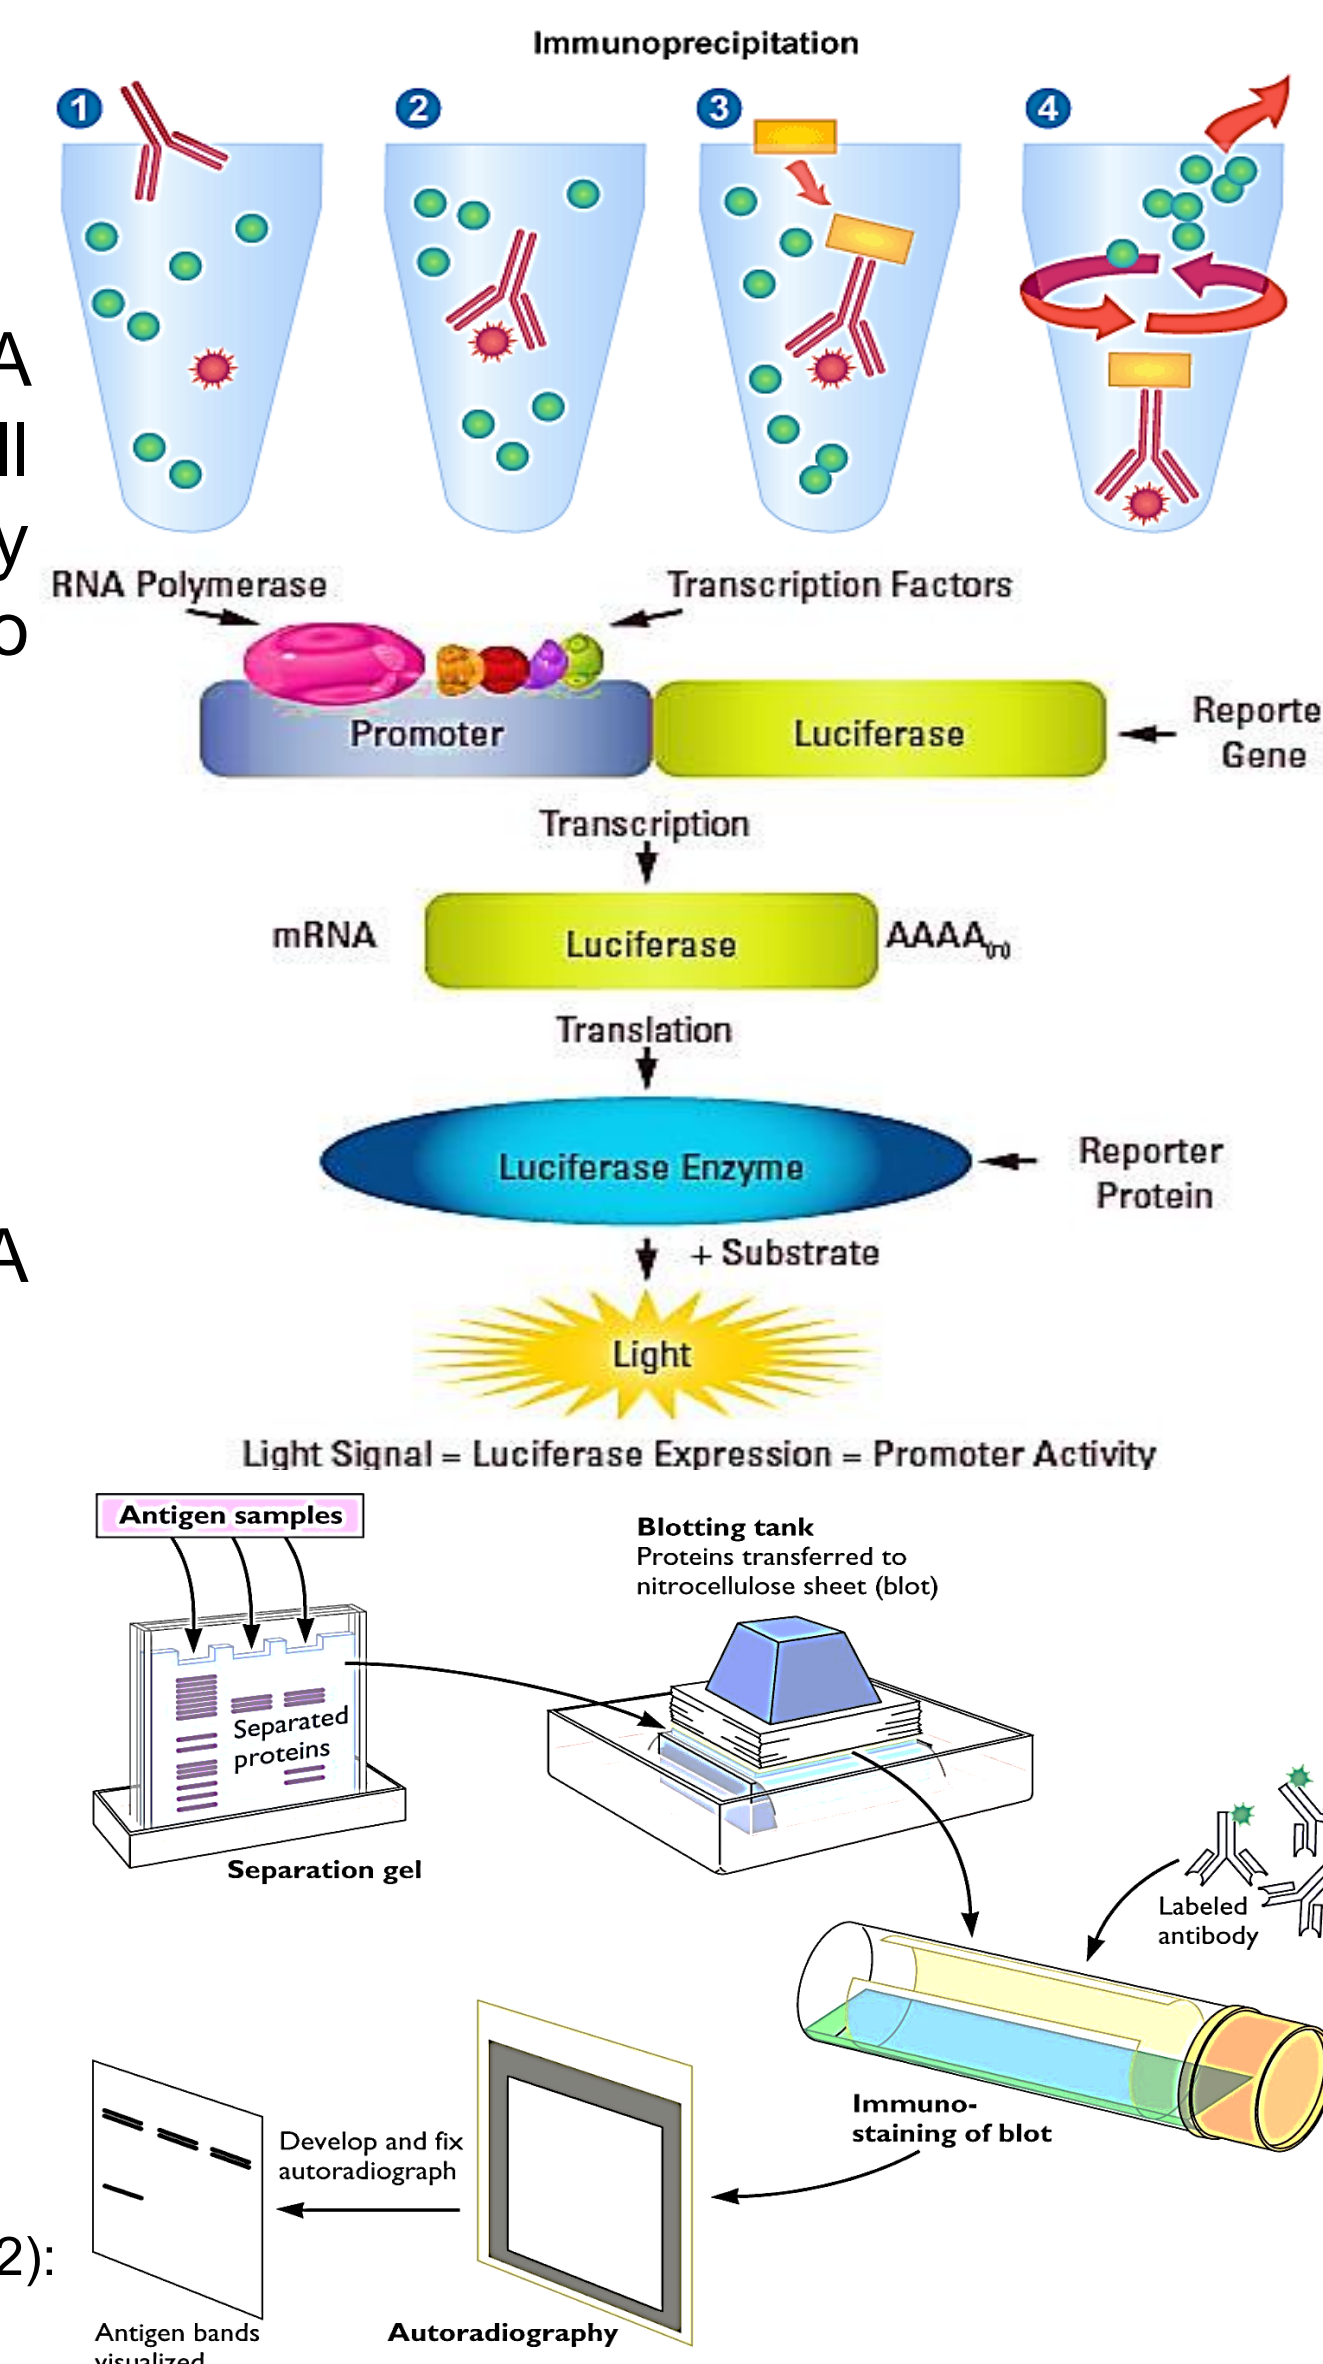 Immunoprecipitation
1
2
3
4
A
ll
y
o
RNA Polymerase
Transcription Factors
Promoter
Luciferase
Reporte
Gene
Transcription
mRNA
Luciferase
AAAA(n)
Translation
Luciferase Enzyme
Reporter
Protein
+ Substrate
A
Light
Light Signal = Luciferase Expression = Promoter Activity
Antigen samples
Blotting tank
Proteins transferred to
nitrocellulose sheet (blot)
Separated
proteins
Separation gel
Labeled
antibody
Immuno-
staining of blot
Develop and fix
autoradiograph
2):
Antigen bands
visualized
Autoradiography